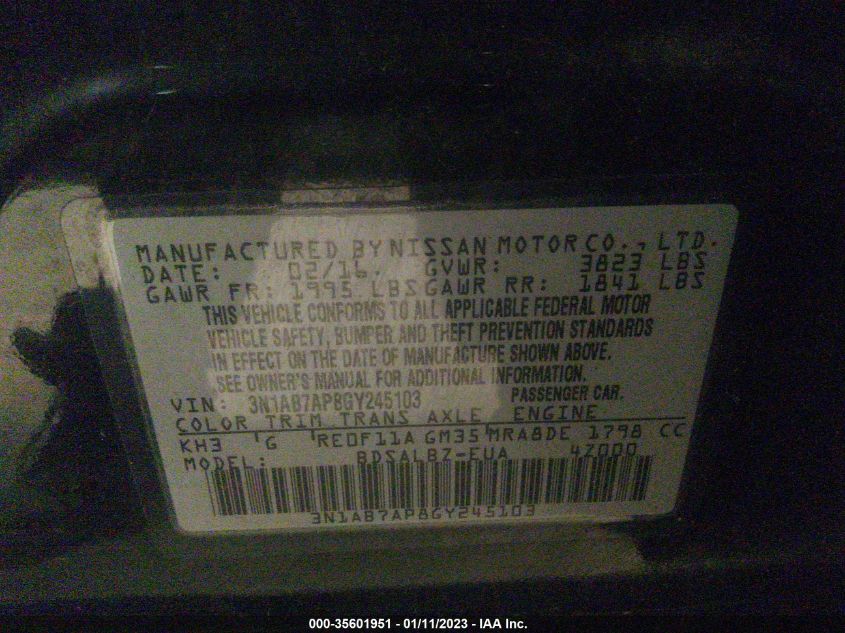 MANUFACTURED BY NISSAN MOTOR CO., LTD.
DATE: 02/16. GVWR: 3823 LBS
GAWR FR: 1995 LBS GAWR RR: 1841 LBS
THIS VEHICLE CONFORMS TO ALL APPLICABLE FEDERAL MOTOR
VEHICLE SAFETY, BUMPER AND THEFT PREVENTION STANDARDS
IN EFFECT ON THE DATE OF MANUFACTURE SHOWN ABOVE.
SEE OWNER'S MANUAL FOR ADDITIONAL INFORMATION.
VIN: 3N1AB7AP8GY245103 PASSENGER CAR.
COLOR TRIM TRANS AXLE ENGINE
KH3 G RE0F11A GM35 MRA8DE 1798 CC
MODEL: BDSALBZ-EUA 4Z000
3N1AB7AP8GY245103
000-35601951 - 01/11/2023 - IAA Inc.